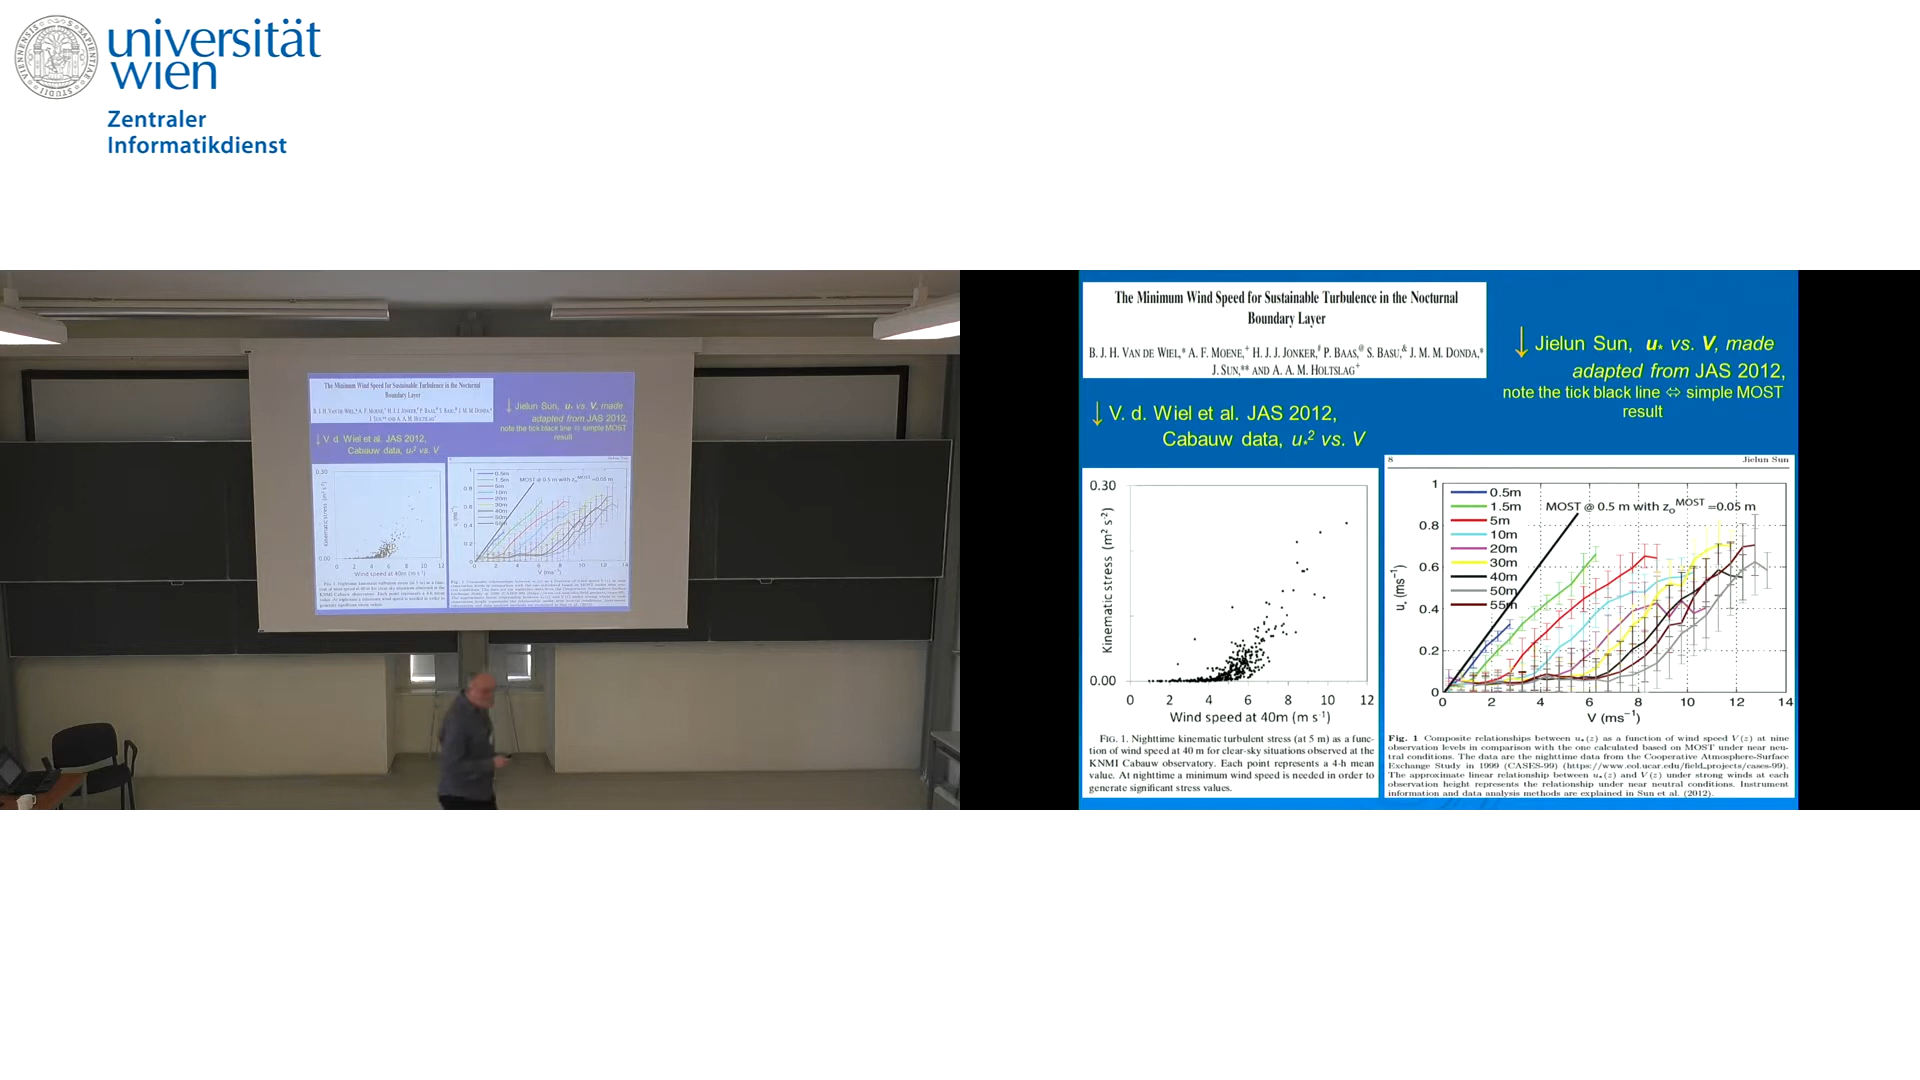 universität
wien
Zentraler
Informatikdienst
The Minimum Wind Speed for Sustainable Turbulence in the Nocturnal
Boundary Layer
B. J. H. VAN DE WIEL,* A. F. MOENE,+ H. J. J. JONKER,# P. BAAS,@ S. BASU,& J. M. M. DONDA,*
J. SUN,** AND A. A. M. HOLTSLAG+
↓ Jielun Sun, u* vs. V, made
adapted from JAS 2012,
note the tick black line ⇔ simple MOST
result
↓ V. d. Wiel et al. JAS 2012,
Cabauw data, u*² vs. V
0.30
Kinematic stress (m² s⁻²)
0.00
0 2 4 6 8 10 12
Wind speed at 40m (m s⁻¹)
FIG. 1. Nighttime kinematic turbulent stress (at 5 m) as a func-
tion of wind speed at 40 m for clear-sky situations observed at the
KNMI Cabauw observatory. Each point represents a 4-h mean
value. At nighttime a minimum wind speed is needed in order to
generate significant stress values.
8 Jielun Sun
1
0.8
0.6
0.4
0.2
0
u* (ms⁻¹)
0.5m
1.5m
5m
10m
20m
30m
40m
50m
55m
MOST @ 0.5 m with z₀^MOST =0.05 m
0 2 4 6 8 10 12 14
V (ms⁻¹)
Fig. 1 Composite relationships between u*(z) as a function of wind speed V(z) at nine
observation levels in comparison with the one calculated based on MOST under near neu-
tral conditions. The data are the nighttime data from the Cooperative Atmosphere-Surface
Exchange Study in 1999 (CASES-99) (https://www.eol.ucar.edu/field_projects/cases-99).
The approximate linear relationship between u*(z) and V(z) under strong winds at each
observation height represents the relationship under near neutral conditions. Instrument
information and data analysis methods are explained in Sun et al. (2012).